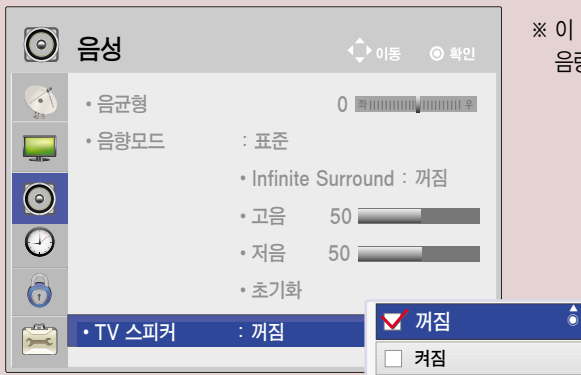 음성
이동 확인
※ 이
• 음균형 0 좌 우
• 음향모드 : 표준
• Infinite Surround : 꺼짐
• 고음 50
• 저음 50
• 초기화
• TV 스피커 : 꺼짐
꺼짐
켜짐